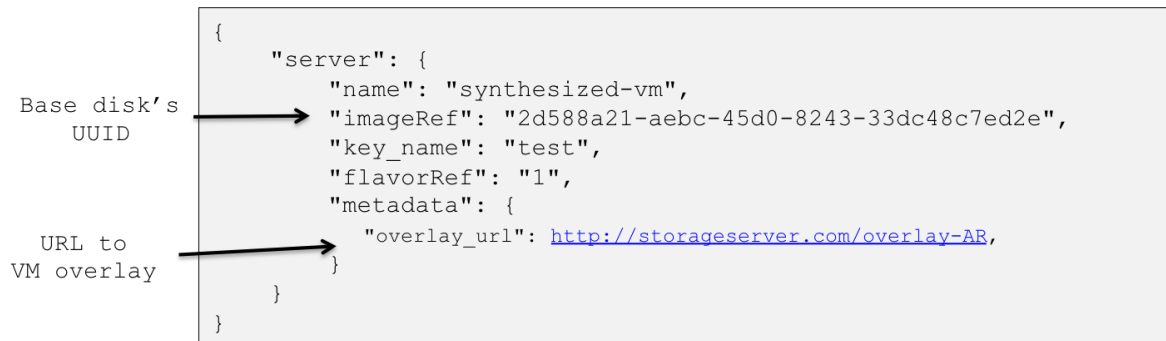 {
"server": {
"name": "synthesized-vm",
Base disk's
UUID
"imageRef": "2d588a21-aebc-45d0-8243-33dc48c7ed2e",
"key_name": "test",
"flavorRef": "1",
"metadata": {
URL to
VM overlay
"overlay_url": http://storageserver.com/overlay-AR,
}
}
}